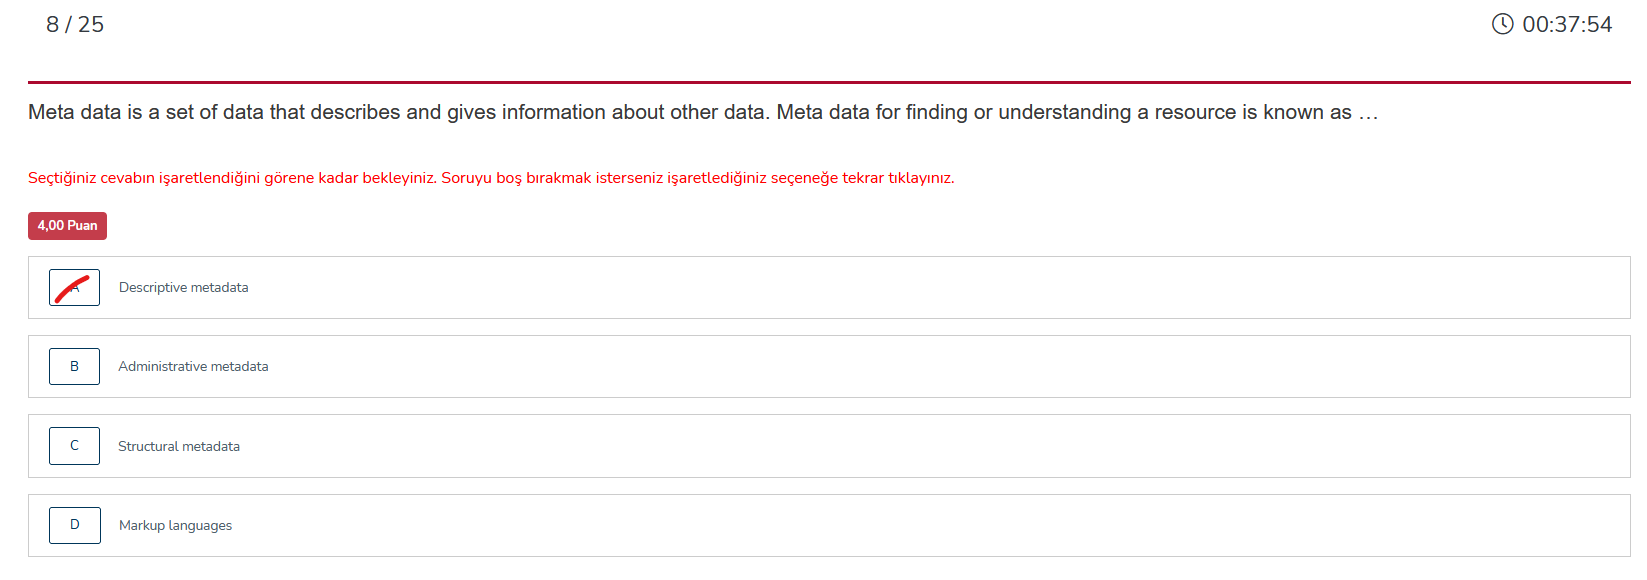 8 / 25
00:37:54
Meta data is a set of data that describes and gives information about other data. Meta data for finding or understanding a resource is known as …
Seçtiğiniz cevabın işaretlendiğini görene kadar bekleyiniz. Soruyu boş bırakmak isterseniz işaretlediğiniz seçeneğe tekrar tıklayınız.
4,00 Puan
A Descriptive metadata
B Administrative metadata
C Structural metadata
D Markup languages